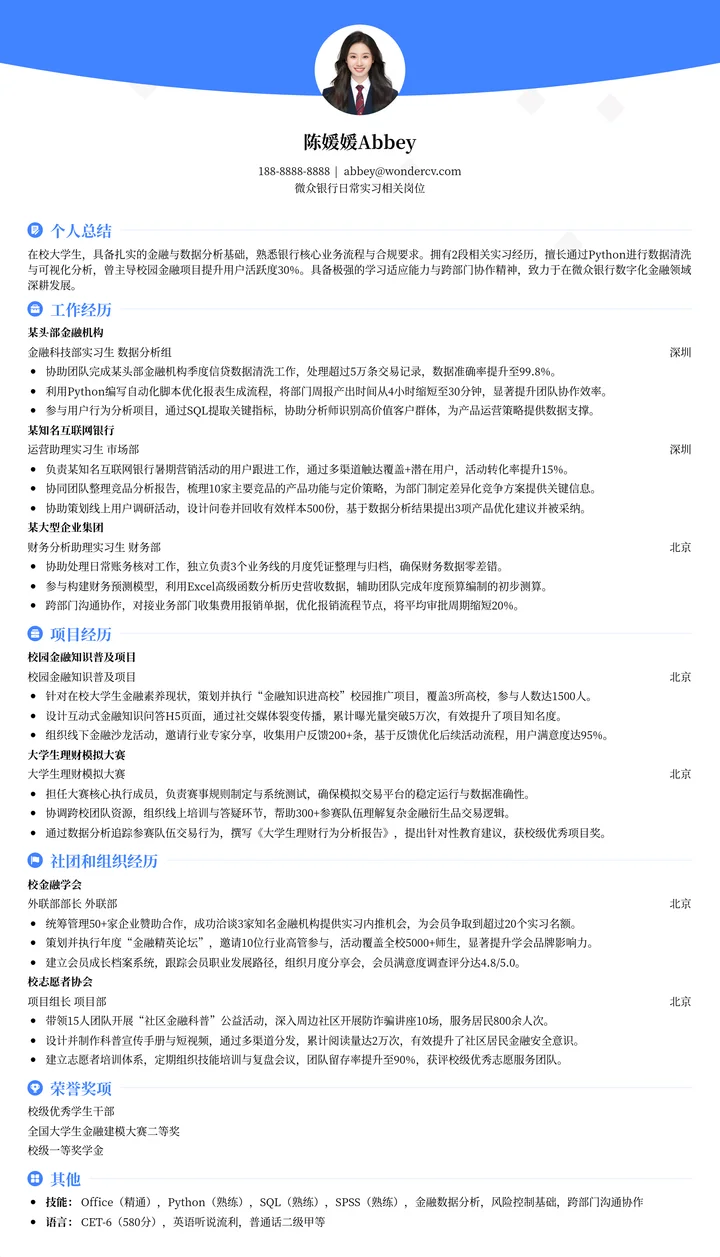 陈媛媛Abbey
188-8888-8888 | abbey@wondercv.com
微众银行日常实习相关岗位
个人总结
在校大学生，具备扎实的金融与数据分析基础，熟悉银行核心业务流程与合规要求。拥有2段相关实习经历，擅长通过Python进行数据清洗
与可视化分析，曾主导校园金融项目提升用户活跃度30%。具备极强的学习适应能力与跨部门协作精神，致力于在微众银行数字化金融领域
深耕发展。
工作经历
某头部金融机构
金融科技部实习生 数据分析组 深圳
• 协助团队完成某头部金融机构季度信贷数据清洗工作，处理超过5万条交易记录，数据准确率提升至99.8%。
• 利用Python编写自动化脚本优化报表生成流程，将部门周报产出时间从4小时缩短至30分钟，显著提升团队协作效率。
• 参与用户行为分析项目，通过SQL提取关键指标，协助分析师识别高价值客户群体，为产品运营策略提供数据支撑。
某知名互联网银行
运营助理实习生 市场部 深圳
• 负责某知名互联网银行暑期营销活动的用户跟进工作，通过多渠道触达覆盖+潜在用户，活动转化率提升15%。
• 协同团队整理竞品分析报告，梳理10家主要竞品的产品功能与定价策略，为部门制定差异化竞争方案提供关键信息。
• 协助策划线上用户调研活动，设计问卷并回收有效样本500份，基于数据分析结果提出3项产品优化建议并被采纳。
某大型企业集团
财务分析助理实习生 财务部 北京
• 协助处理日常账务核对工作，独立负责3个业务线的月度凭证整理与归档，确保财务数据零差错。
• 参与构建财务预测模型，利用Excel高级函数分析历史营收数据，辅助团队完成年度预算编制的初步测算。
• 跨部门沟通协作，对接业务部门收集费用报销单据，优化报销流程节点，将平均审批周期缩短20%。
项目经历
校园金融知识普及项目
校园金融知识普及项目 北京
• 针对在校大学生金融素养现状，策划并执行“金融知识进高校”校园推广项目，覆盖3所高校，参与人数达1500人。
• 设计互动式金融知识问答H5页面，通过社交媒体裂变传播，累计曝光量突破5万次，有效提升了项目知名度。
• 组织线下金融沙龙活动，邀请行业专家分享，收集用户反馈200+条，基于反馈优化后续活动流程，用户满意度达95%。
大学生理财模拟大赛
大学生理财模拟大赛 北京
• 担任大赛核心执行成员，负责赛事规则制定与系统测试，确保模拟交易平台的稳定运行与数据准确性。
• 协调跨校团队资源，组织线上培训与答疑环节，帮助300+参赛队伍理解复杂金融衍生品交易逻辑。
• 通过数据分析追踪参赛队伍交易行为，撰写《大学生理财行为分析报告》，提出针对性教育建议，获校级优秀项目奖。
社团和组织经历
校金融学会
外联部部长 外联部 北京
• 统筹管理50+家企业赞助合作，成功洽谈3家知名金融机构提供实习内推机会，为会员争取到超过20个实习名额。
• 策划并执行年度“金融精英论坛”，邀请10位行业高管参与，活动覆盖全校5000+师生，显著提升学会品牌影响力。
• 建立会员成长档案系统，跟踪会员职业发展路径，组织月度分享会，会员满意度调查评分达4.8/5.0。
校志愿者协会
项目组长 项目部 北京
• 带领15人团队开展“社区金融科普”公益活动，深入周边社区开展防诈骗讲座10场，服务居民800余人次。
• 设计并制作科普宣传手册与短视频，通过多渠道分发，累计阅读量达2万次，有效提升了社区居民金融安全意识。
• 建立志愿者培训体系，定期组织技能培训与复盘会议，团队留存率提升至90%，获评校级优秀志愿服务团队。
荣誉奖项
校级优秀学生干部
全国大学生金融建模大赛二等奖
校级一等奖学金
其他
• 技能： Office（精通），Python（熟练），SQL（熟练），SPSS（熟练），金融数据分析，风险控制基础，跨部门沟通协作
• 语言： CET-6（580分），英语听说流利，普通话二级甲等